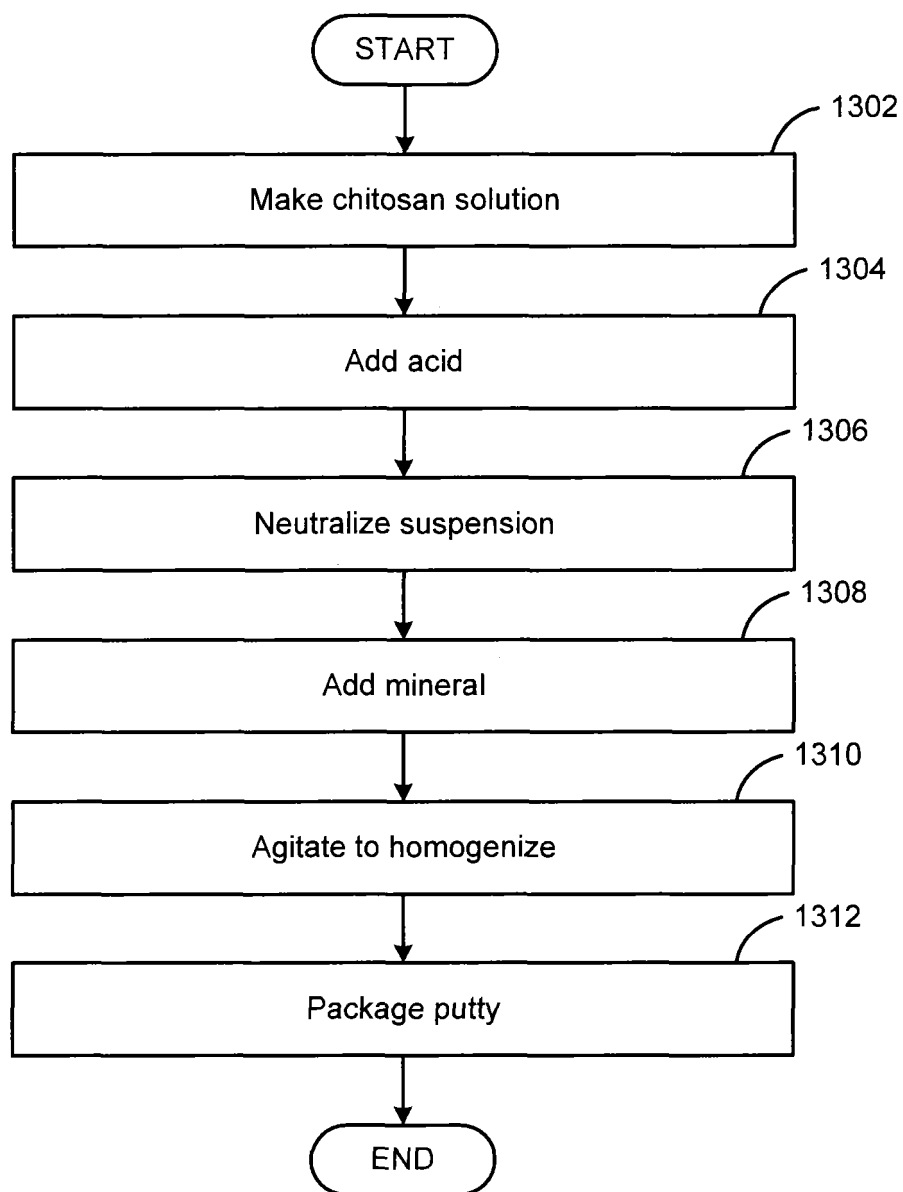 START
1302
Make chitosan solution
1304
Add acid
1306
Neutralize suspension
1308
Add mineral
1310
Agitate to homogenize
1312
Package putty
END